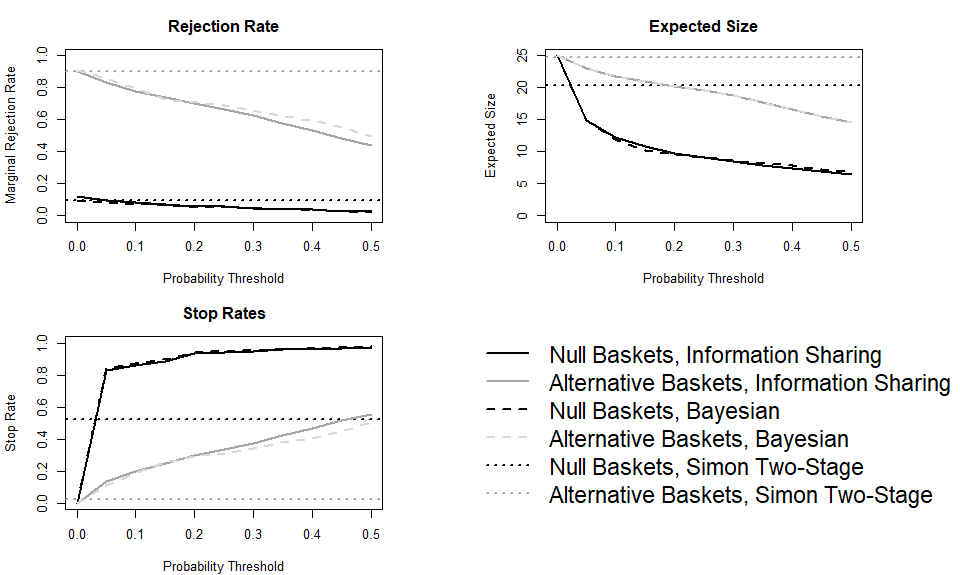 Rejection Rate
Marginal Rejection Rate
1.0
0.8
0.6
0.4
0.2
0.0
0.0 0.1 0.2 0.3 0.4 0.5
Probability Threshold
Expected Size
Expected Size
25
20
15
10
5
0
0.0 0.1 0.2 0.3 0.4 0.5
Probability Threshold
Stop Rates
Stop Rate
1.0
0.8
0.6
0.4
0.2
0.0
0.0 0.1 0.2 0.3 0.4 0.5
Probability Threshold
Null Baskets, Information Sharing
Alternative Baskets, Information Sharing
Null Baskets, Bayesian
Alternative Baskets, Bayesian
Null Baskets, Simon Two-Stage
Alternative Baskets, Simon Two-Stage